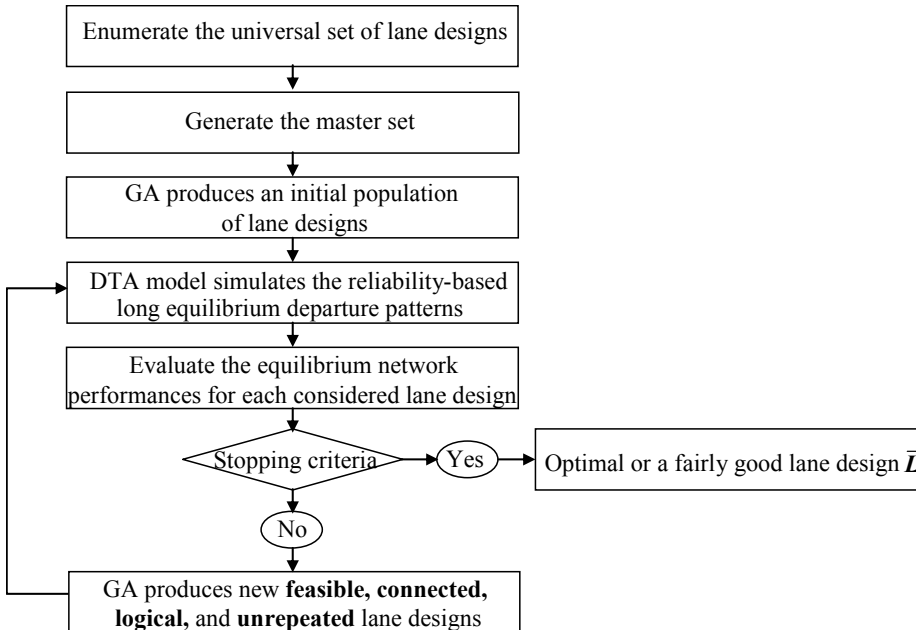 Enumerate the universal set of lane designs
Generate the master set
GA produces an initial population
of lane designs
DTA model simulates the reliability-based
long equilibrium departure patterns
Evaluate the equilibrium network
performances for each considered lane design
Stopping criteria
Yes
Optimal or a fairly good lane design L̄
No
GA produces new feasible, connected,
logical, and unrepeated lane designs